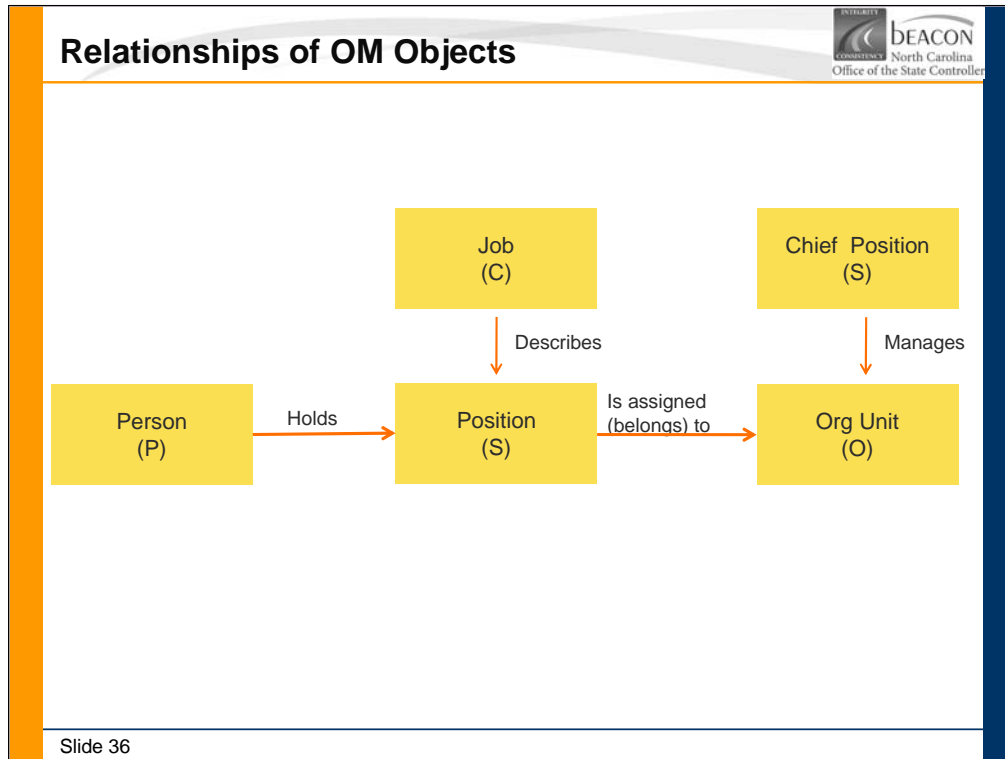 Relationships of OM Objects
INTEGRITY
CONSISTENCY
bEACON
North Carolina
Office of the State Controller
Job
(C)
Chief Position
(S)
Describes
Manages
Person
(P)
Holds
Position
(S)
Is assigned
(belongs) to
Org Unit
(O)
Slide 36